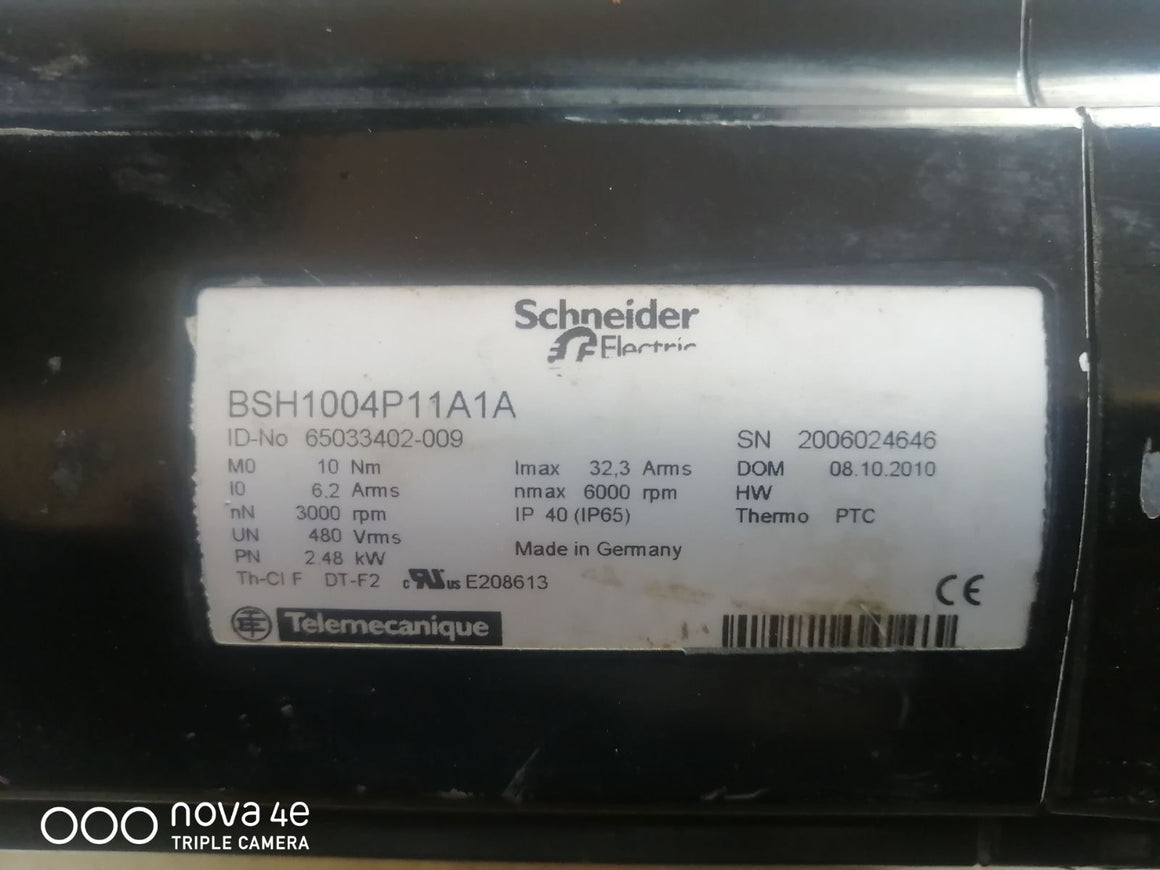 Schneider
Electric
BSH1004P11A1A
ID-No 65033402-009
SN 2006024646
M0 10 Nm
Imax 32,3 Arms
DOM 08.10.2010
I0 6.2 Arms
nmax 6000 rpm
HW
nN 3000 rpm
IP 40 (IP65)
Thermo PTC
UN 480 Vrms
Made in Germany
PN 2.48 kW
Th-Cl F DT-F2 c RU us E208613
CE
TE Telemecanique
nova 4e
TRIPLE CAMERA